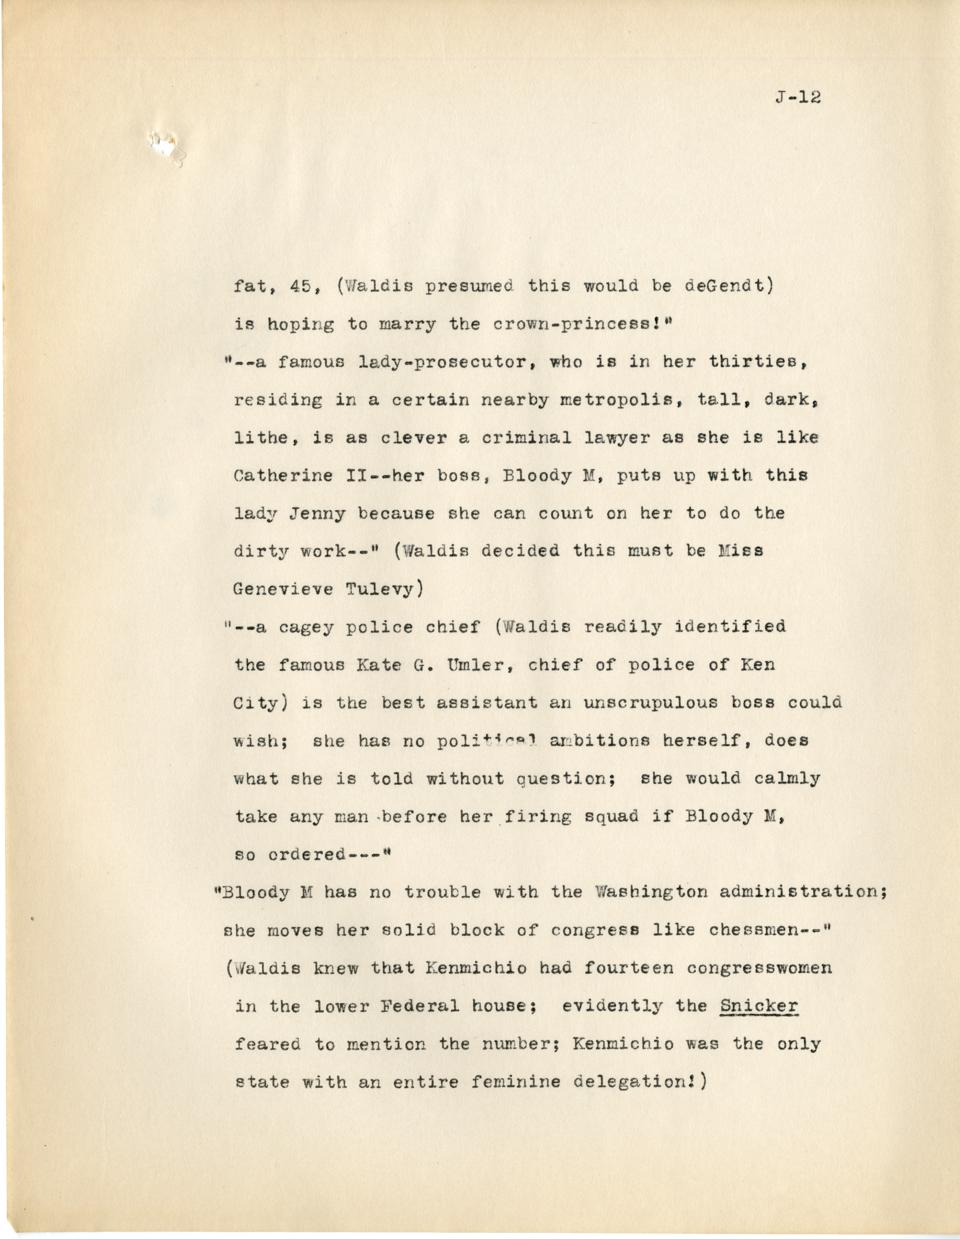 J-12
fat, 45, (Waldis presumed this would be deGendt)
is hoping to marry the crown-princess!"
"--a famous lady-prosecutor, who is in her thirties,
residing in a certain nearby metropolis, tall, dark,
lithe, is as clever a criminal lawyer as she is like
Catherine II--her boss, Bloody M, puts up with this
lady Jenny because she can count on her to do the
dirty work--" (Waldis decided this must be Miss
Genevieve Tulevy)
"--a cagey police chief (Waldis readily identified
the famous Kate G. Umler, chief of police of Ken
City) is the best assistant an unscrupulous boss could
wish; she has no political ambitions herself, does
what she is told without question; she would calmly
take any man before her firing squad if Bloody M,
so ordered---"
"Bloody M has no trouble with the Washington administration;
she moves her solid block of congress like chessmen--"
(Waldis knew that Kenmichio had fourteen congresswomen
in the lower Federal house; evidently the Snicker
feared to mention the number; Kenmichio was the only
state with an entire feminine delegation!)